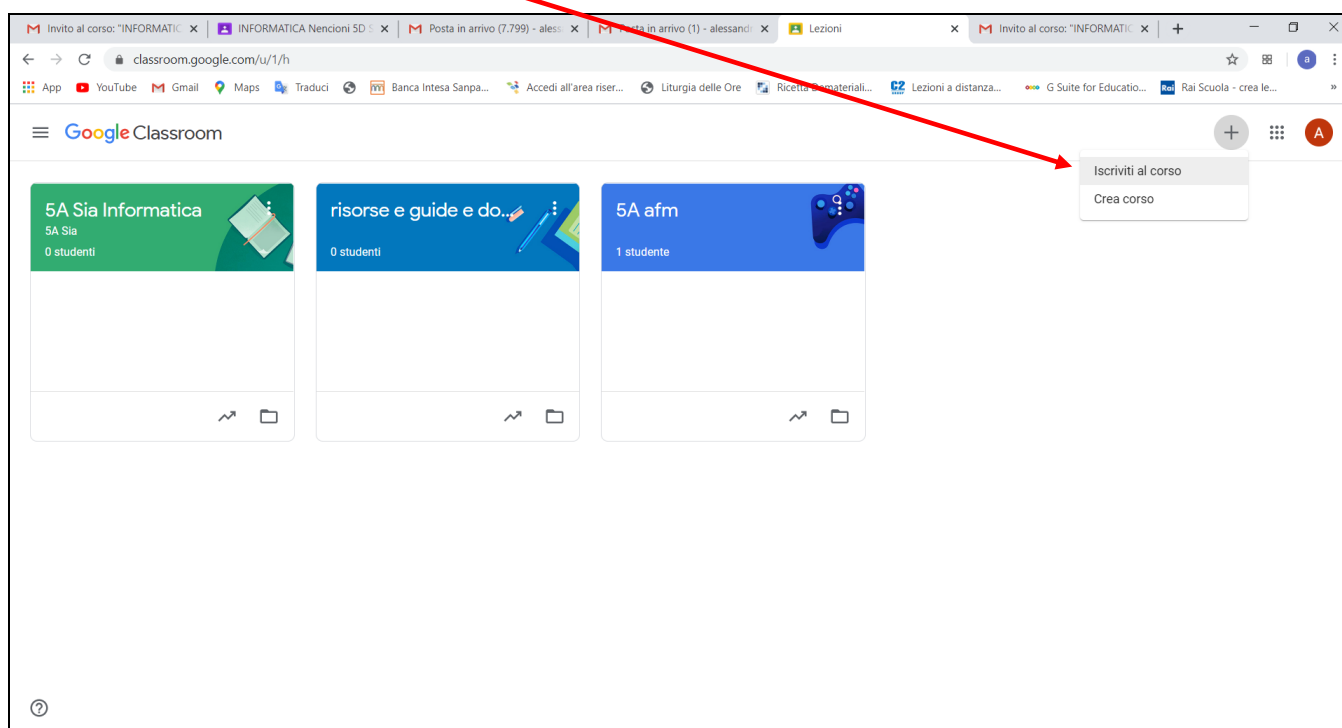 Invito al corso: "INFORMATIC
INFORMATICA Nencioni 5D S
Posta in arrivo (7.799) - aless
Posta in arrivo (1) - alessand
Lezioni
Invito al corso: "INFORMATIC
classroom.google.com/u/1/h
a
App
YouTube
Gmail
Maps
Traduci
Banca Intesa Sanpa...
Accedi all'area riser...
Liturgia delle Ore
Ricetta Dematerial...
Lezioni a distanza...
G Suite for Educatio...
Rai Scuola - crea le...
»
Google Classroom
A
Iscriviti al corso
Crea corso
5A Sia Informatica
5A Sia
0 studenti
risorse e guide e do...
0 studenti
5A afm
1 studente